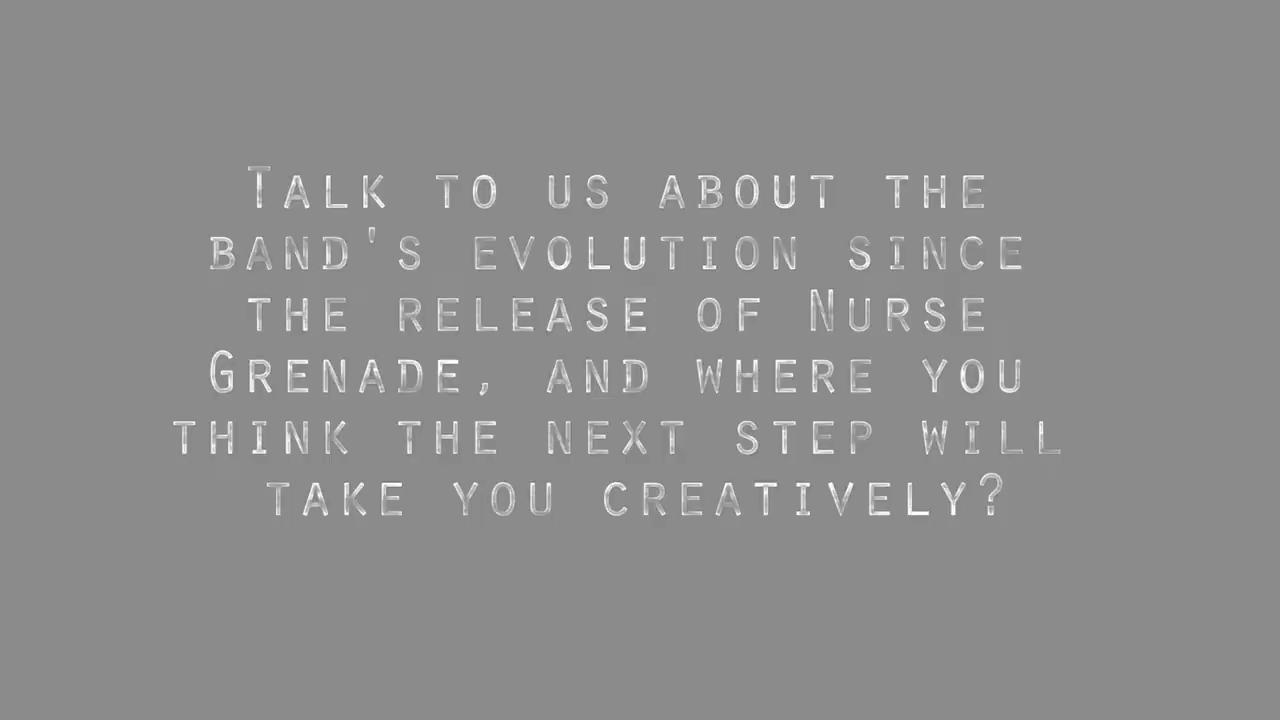 Talk to us about the
band's evolution since
the release of Nurse
Grenade, and where you
think the next step will
take you creatively?